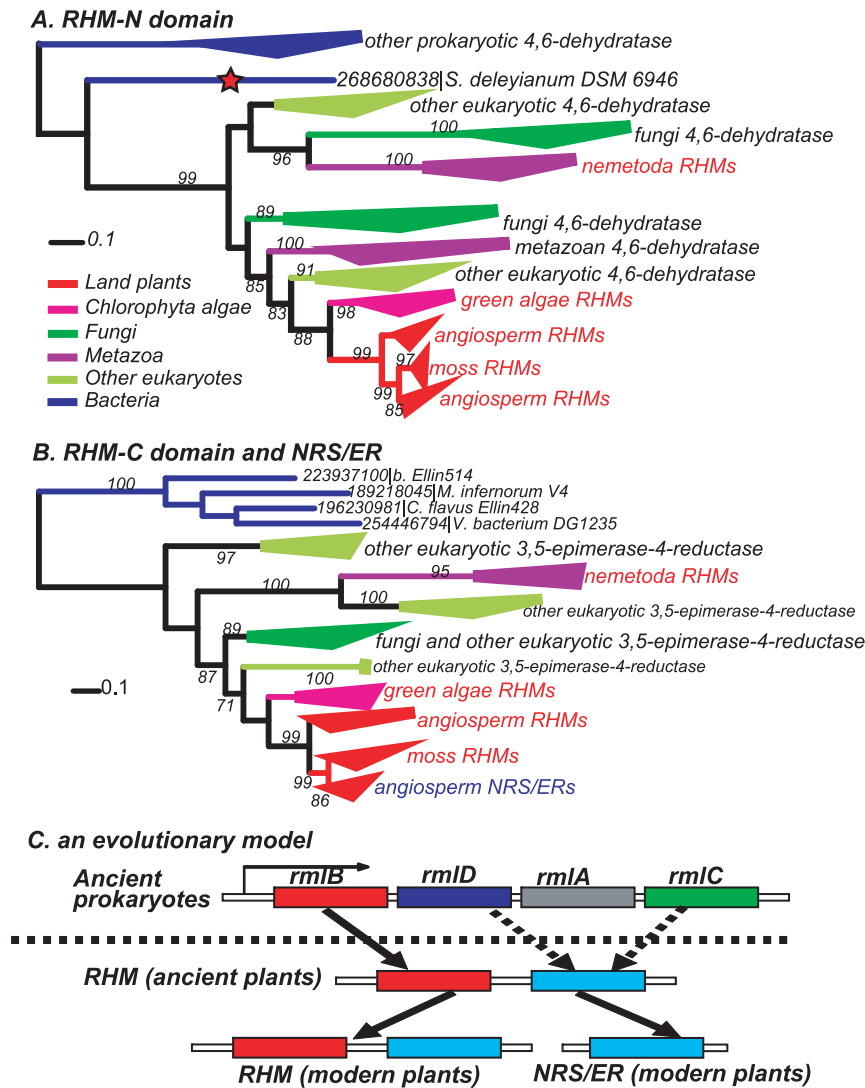 A. RHM-N domain
other prokaryotic 4,6-dehydratase
268680838|S. deleyianum DSM 6946
other eukaryotic 4,6-dehydratase
100
fungi 4,6-dehydratase
96
100
nemetoda RHMs
99
89
fungi 4,6-dehydratase
0.1
100
metazoan 4,6-dehydratase
85
91
other eukaryotic 4,6-dehydratase
Land plants
83
98
green algae RHMs
Chlorophyta algae
88
angiosperm RHMs
Fungi
99
97
moss RHMs
Metazoa
99
angiosperm RHMs
Other eukaryotes
85
Bacteria
B. RHM-C domain and NRS/ER
100
223937100|b. Ellin514
189218045|M. infernorum V4
196230981|C. flavus Ellin428
254446794|V. bacterium DG1235
97
other eukaryotic 3,5-epimerase-4-reductase
100
95
nemetoda RHMs
100
other eukaryotic 3,5-epimerase-4-reductase
89
fungi and other eukaryotic 3,5-epimerase-4-reductase
87
other eukaryotic 3,5-epimerase-4-reductase
0.1
71
100
green algae RHMs
angiosperm RHMs
99
moss RHMs
99
angiosperm NRS/ERs
86
C. an evolutionary model
Ancient prokaryotes
rmlB
rmlD
rmlA
rmlC
RHM (ancient plants)
RHM (modern plants)
NRS/ER (modern plants)